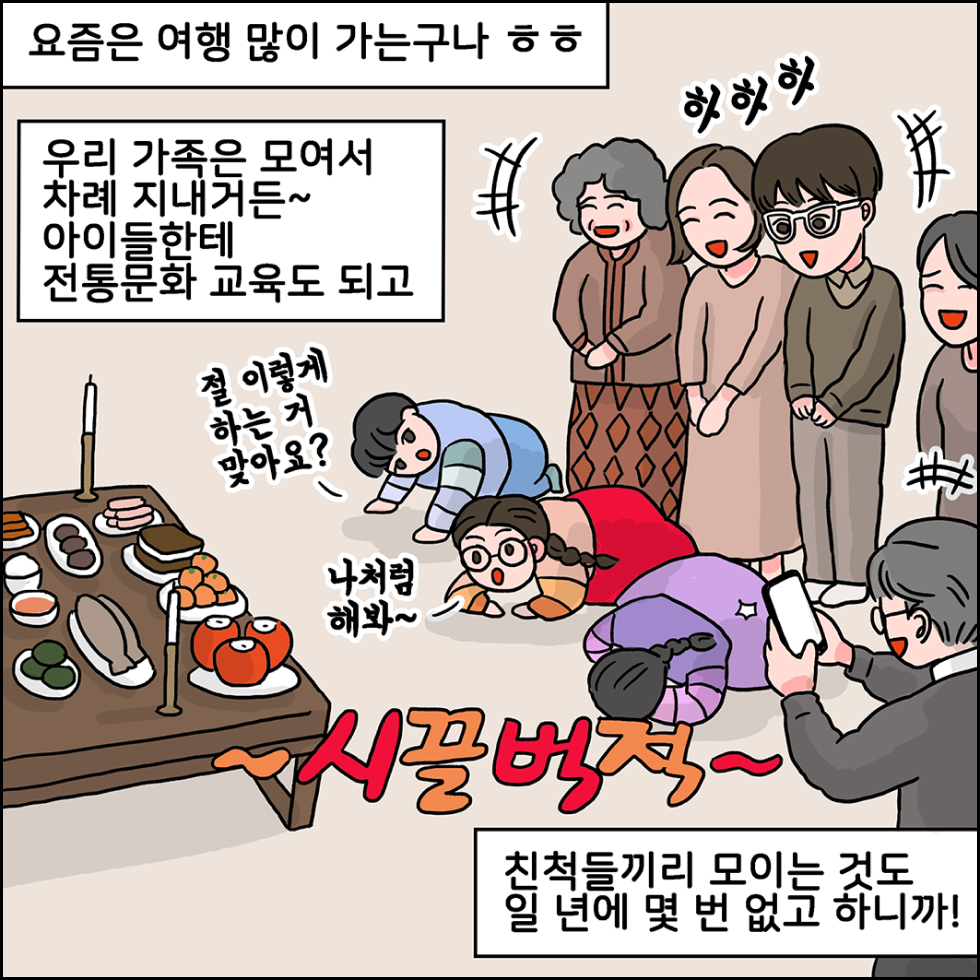 요즘은 여행 많이 가는구나 ㅎㅎ
우리 가족은 모여서
차례 지내거든~
아이들한테
전통문화 교육도 되고
하하하
절 이렇게
하는 거
맞아요?
나처럼
해봐~
~시끌벅적~
친척들끼리 모이는 것도
일 년에 몇 번 없고 하니까!